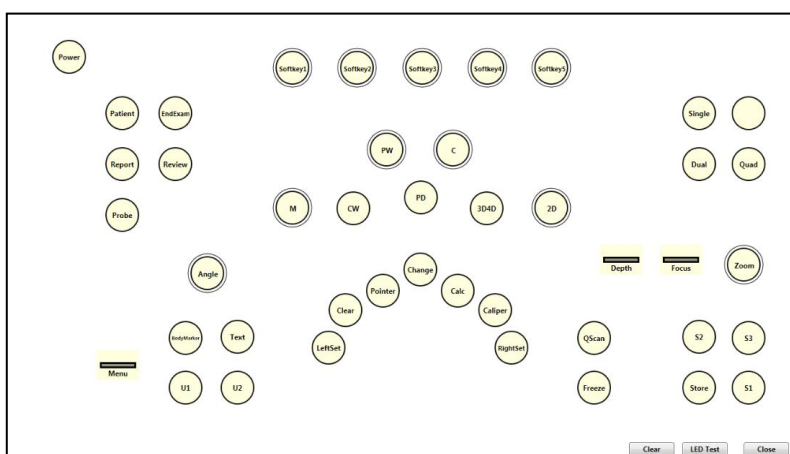 Power
Softkey1 Softkey2 Softkey3 Softkey4 Softkey5
Patient EndExam Single
PW C
Report Review Dual Quad
PD
Probe M CW 3D4D 2D
Depth Focus Zoom
Angle Change
Pointer Calc
Clear Caliper
BodyMarker Text QScan S2 S3
LeftSet RightSet
Menu
U1 U2 Freeze Store S1
Clear LED Test Close